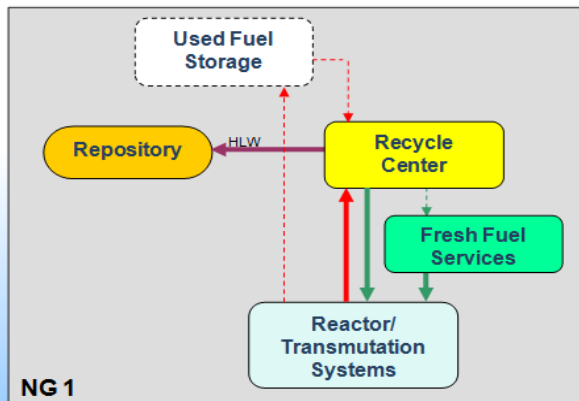 Used Fuel
Storage
Repository
HLW
Recycle
Center
Fresh Fuel
Services
Reactor/
Transmutation
Systems
NG 1